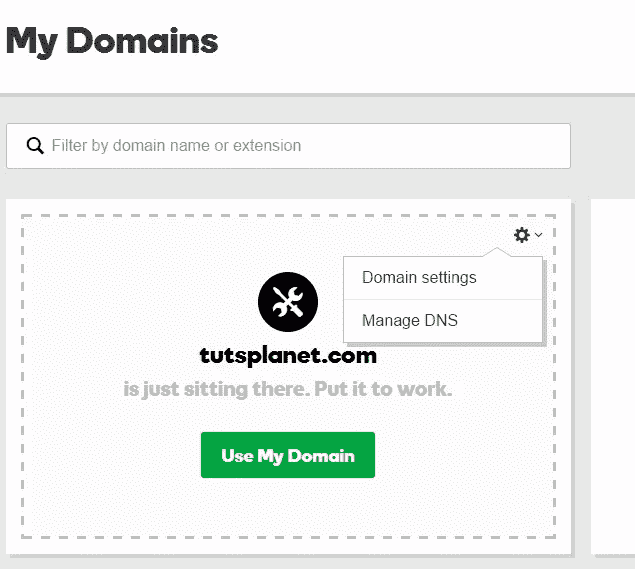 My Domains
Filter by domain name or extension
Domain settings
Manage DNS
tutsplanet.com
is just sitting there. Put it to work.
Use My Domain